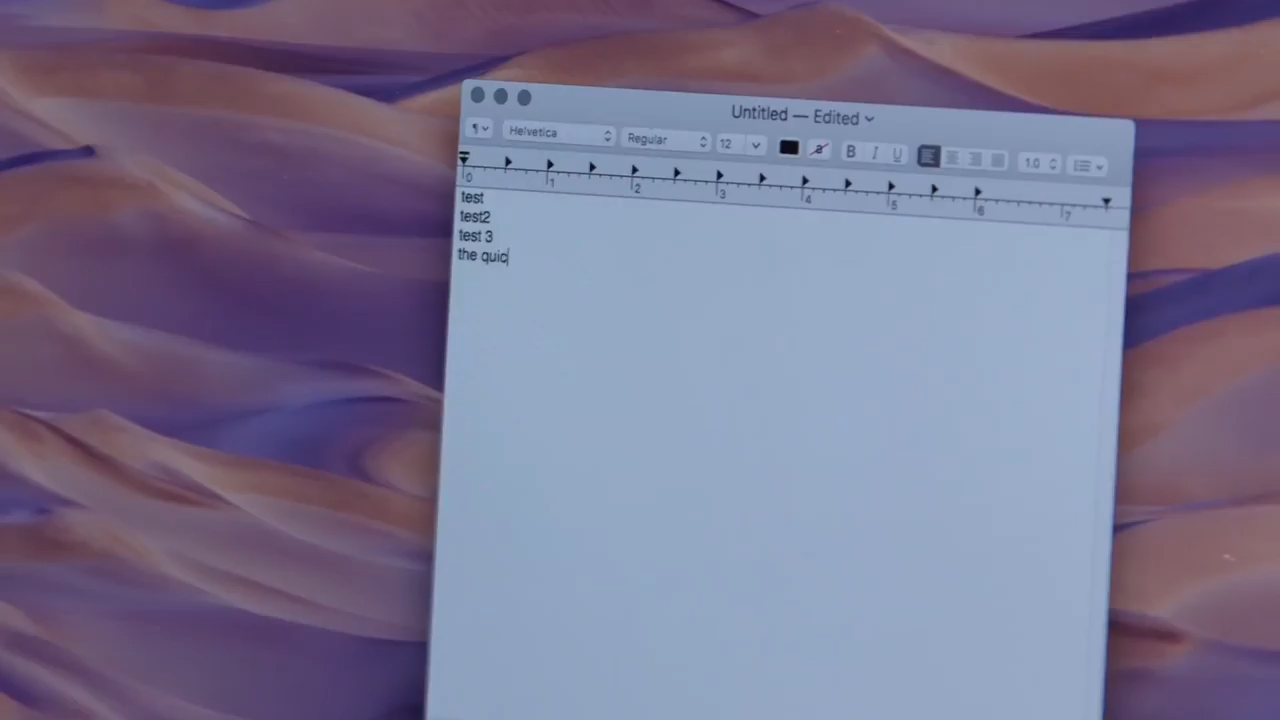 Untitled — Edited
¶ Helvetica Regular 12 a B I U 1.0
0 1 2 3 4 5 6 7
test
test2
test 3
the quic